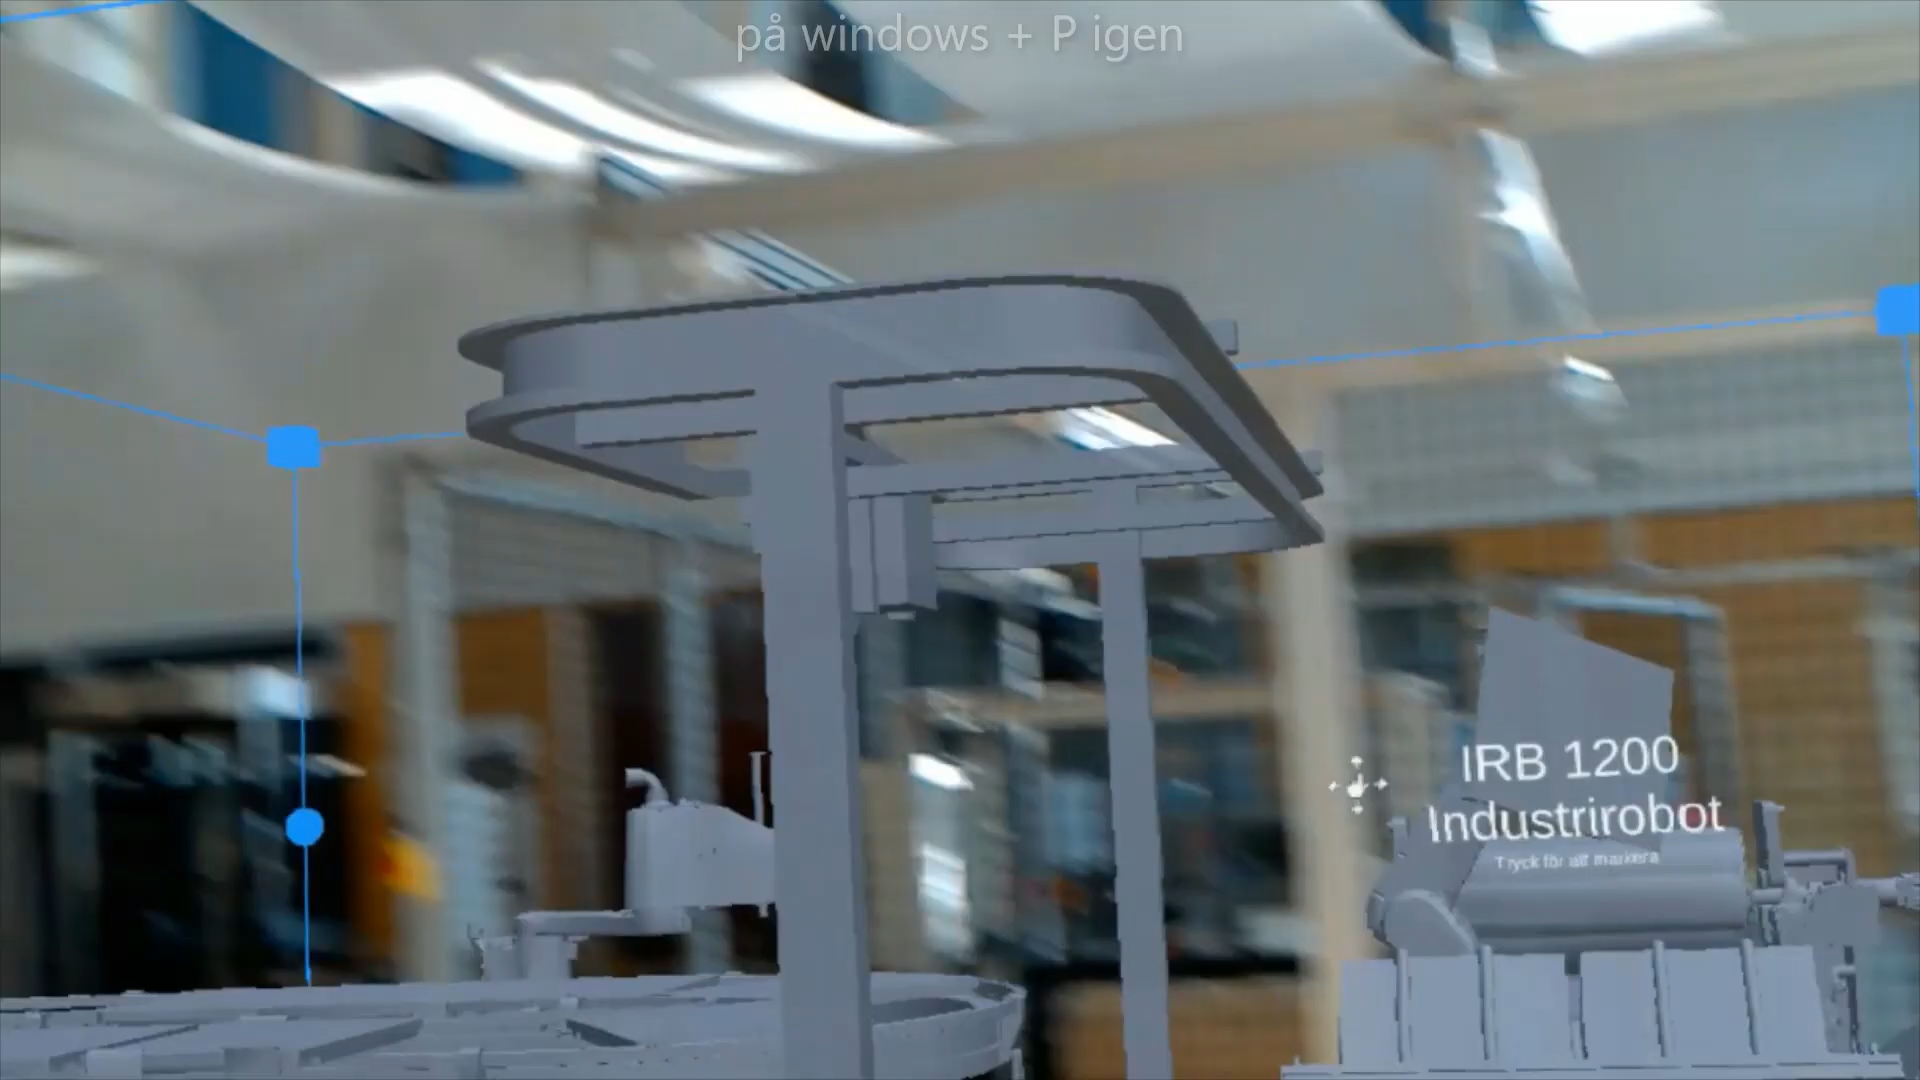 på windows + P igen
IRB 1200
Industrirobot
Tryck för att markera